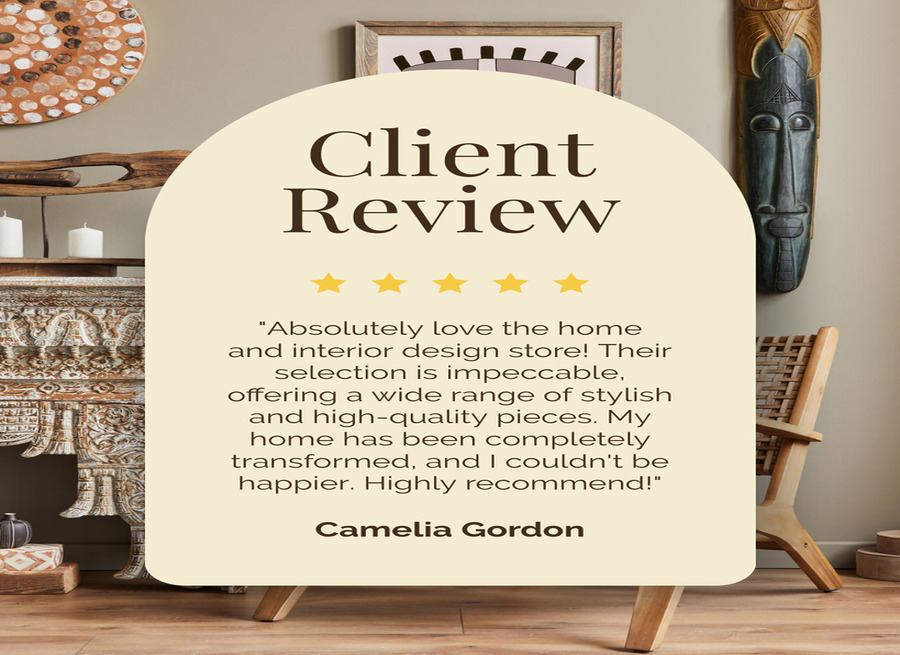 Client
Review
"Absolutely love the home
and interior design store! Their
selection is impeccable,
offering a wide range of stylish
and high-quality pieces. My
home has been completely
transformed, and I couldn't be
happier. Highly recommend!"
Camelia Gordon